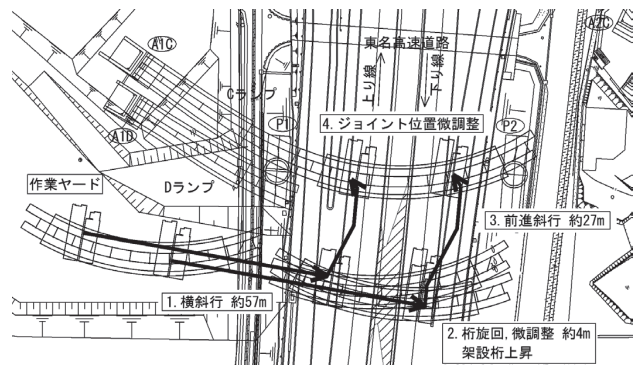 A1C
A1D
Cランプ
Dランプ
P1
東名高速道路
上り線
下り線
4. ジョイント位置微調整
P2
A2C
作業ヤード
3. 前進斜行 約27m
1. 横斜行 約57m
2. 桁旋回, 微調整 約4m
架設桁上昇